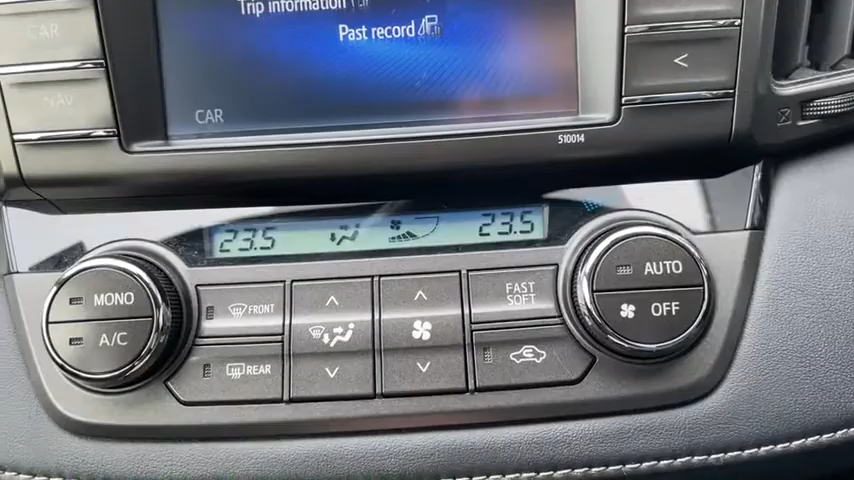 Trip information
CAR
Past record
NAV
CAR
510014
23.5
23.5
MONO
A/C
FRONT
REAR
FAST
SOFT
AUTO
OFF